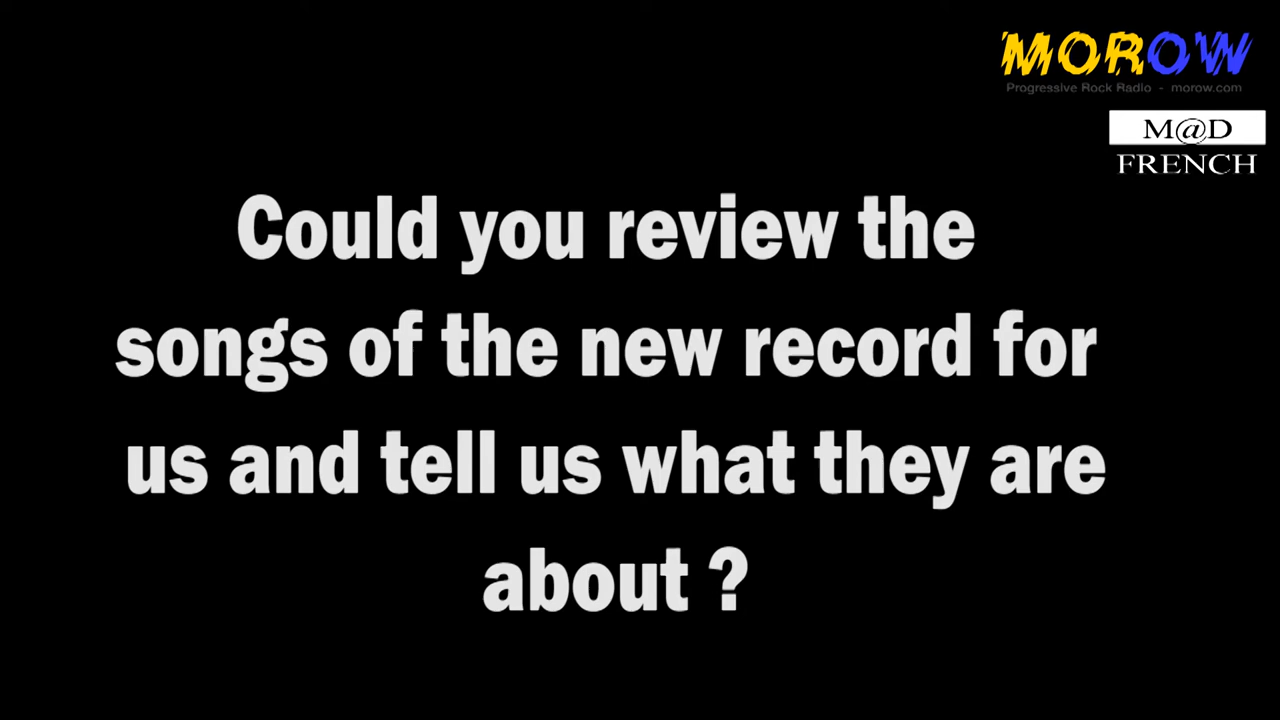 MOROW
Progressive Rock Radio - morow.com
M@D
FRENCH
Could you review the
songs of the new record for
us and tell us what they are
about ?